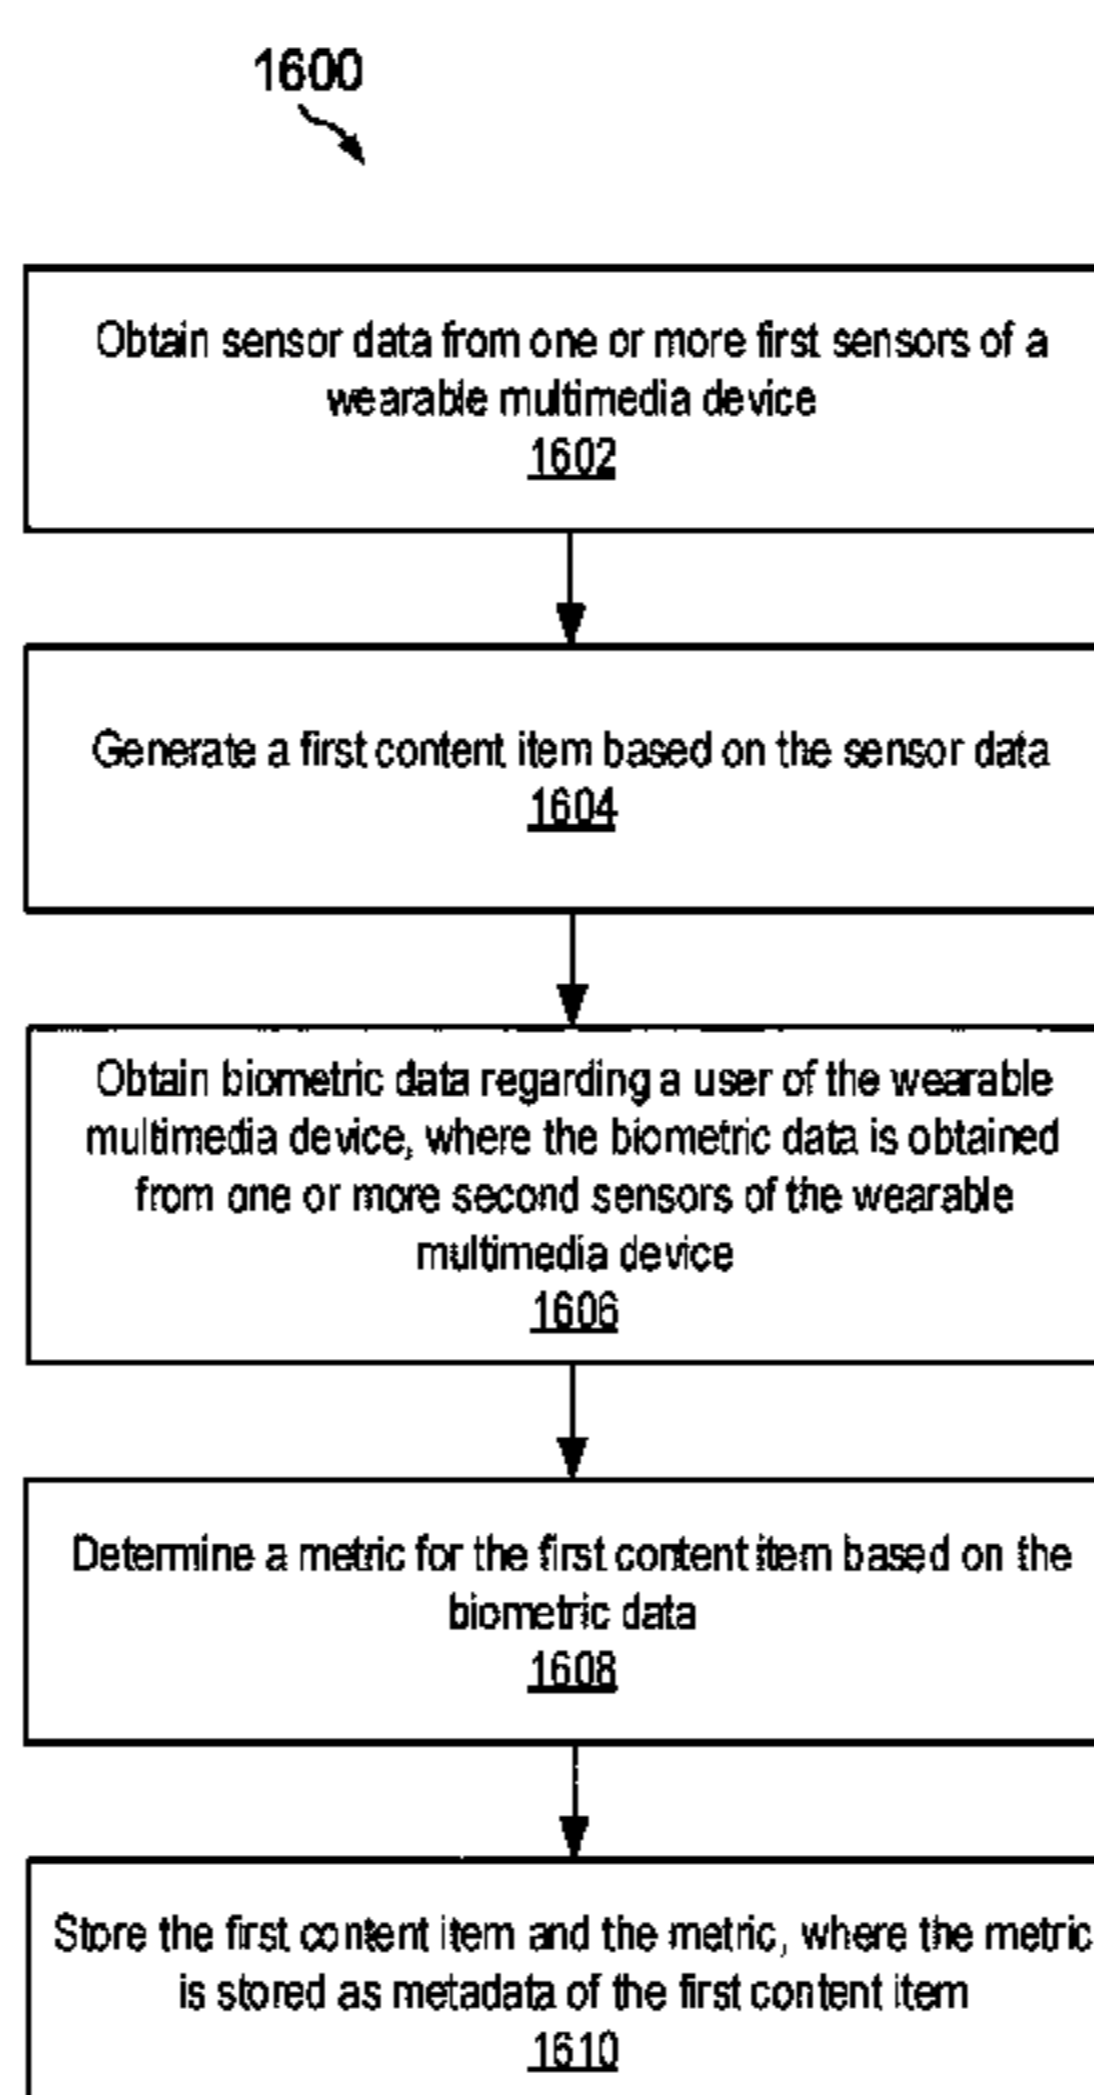 1600
Obtain sensor data from one or more first sensors of a
wearable multimedia device
1602
Generate a first content item based on the sensor data
1604
Obtain biometric data regarding a user of the wearable
multimedia device, where the biometric data is obtained
from one or more second sensors of the wearable
multimedia device
1606
Determine a metric for the first content item based on the
biometric data
1608
Store the first content item and the metric, where the metric
is stored as metadata of the first content item
1610